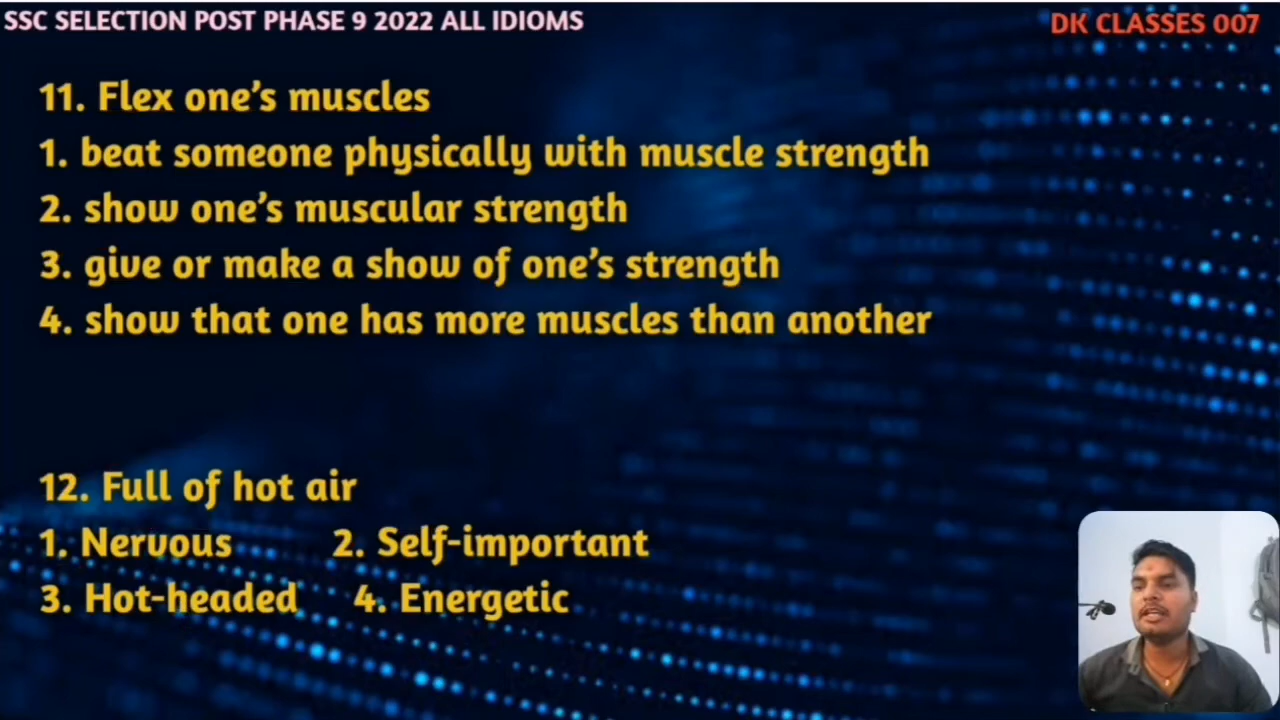 SSC SELECTION POST PHASE 9 2022 ALL IDIOMS
DK CLASSES 007
11. Flex one's muscles
1. beat someone physically with muscle strength
2. show one's muscular strength
3. give or make a show of one's strength
4. show that one has more muscles than another
12. Full of hot air
1. Nervous 2. Self-important
3. Hot-headed 4. Energetic